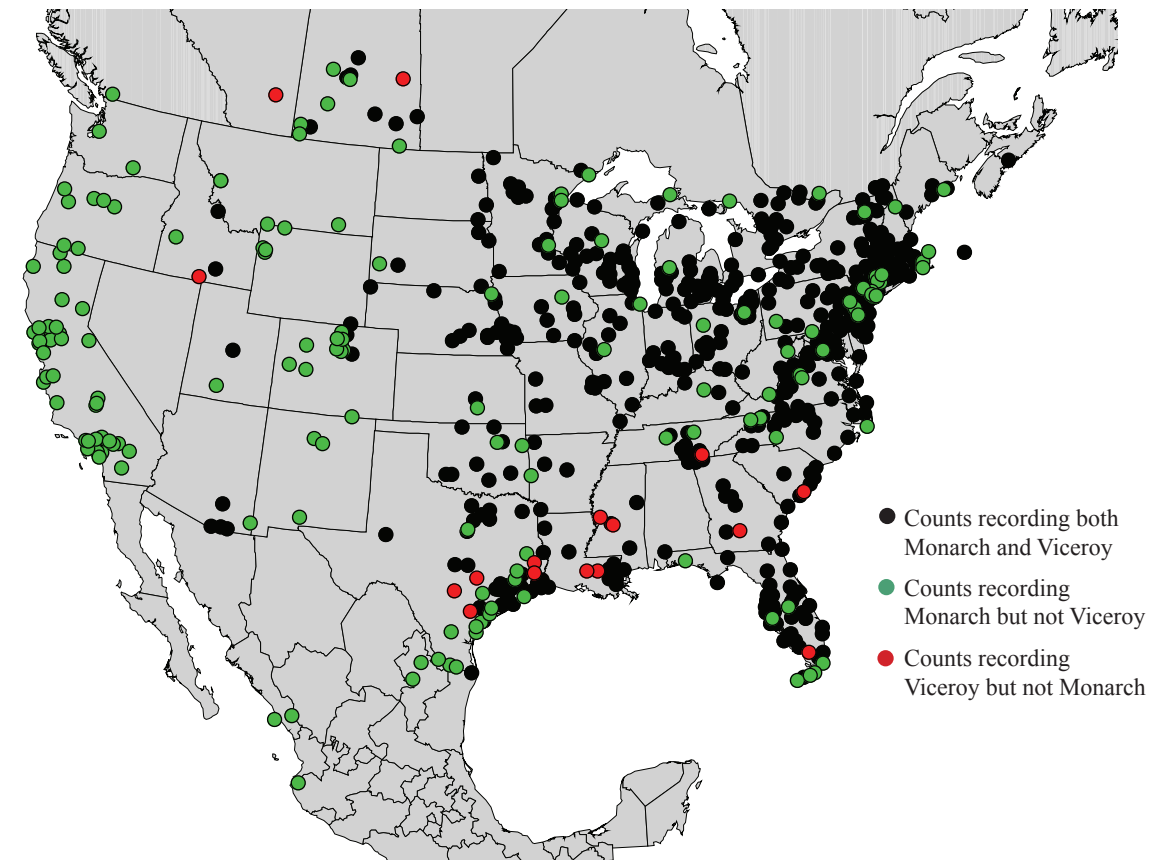 Counts recording both
Monarch and Viceroy
Counts recording
Monarch but not Viceroy
Counts recording
Viceroy but not Monarch